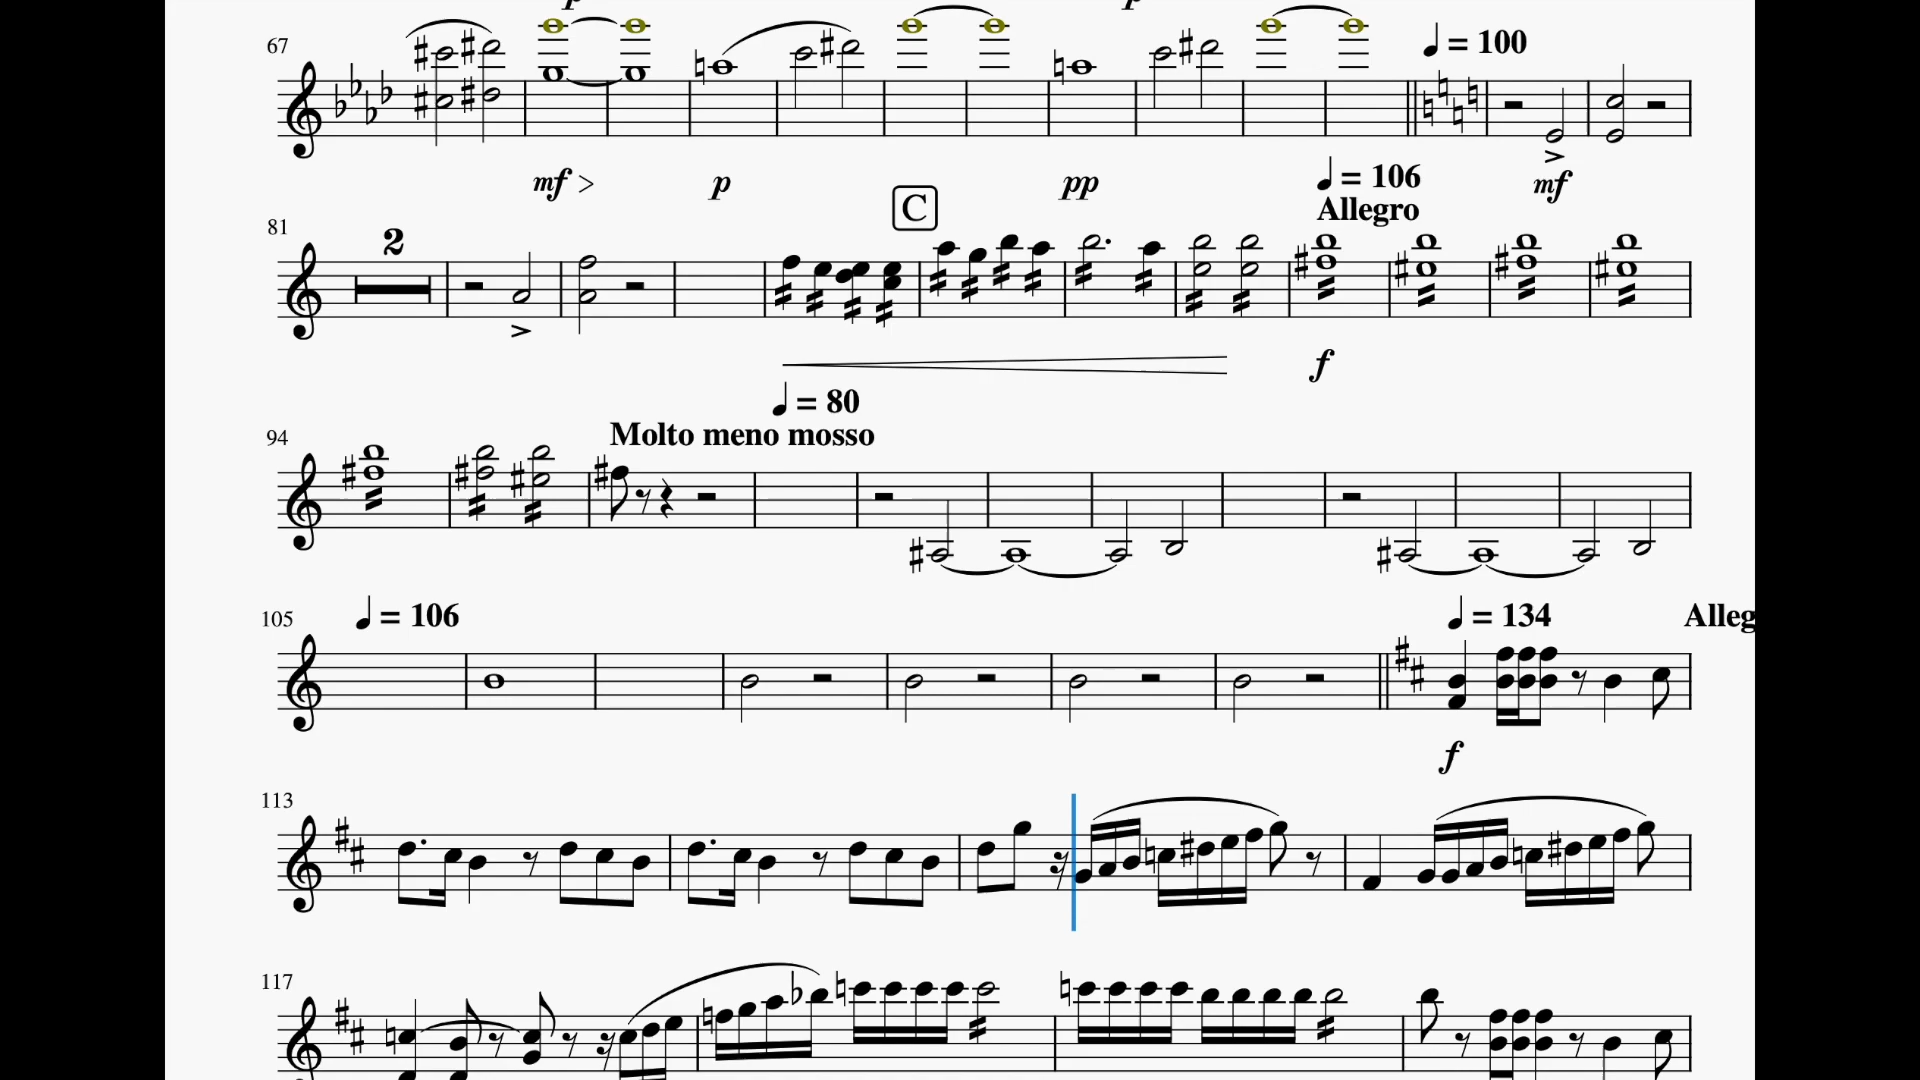 p p
67 = 100
mf > p pp mf
= 106
C Allegro
81 2
f
= 80
94 Molto meno mosso
105 = 106 = 134 Alleg
f
113
117